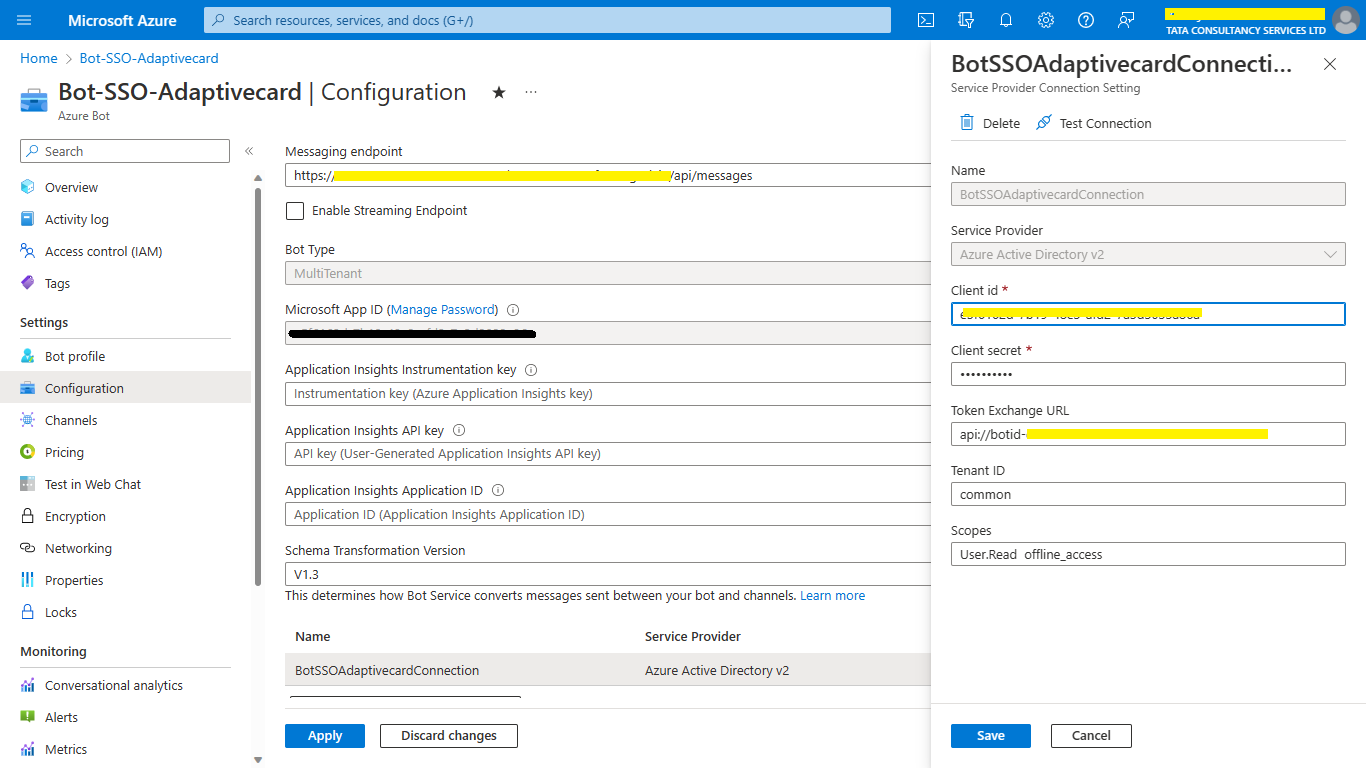 Microsoft Azure
Search resources, services, and docs (G+/)
TATA CONSULTANCY SERVICES LTD
Home > Bot-SSO-Adaptivecard
Bot-SSO-Adaptivecard | Configuration
Azure Bot
Search
Overview
Activity log
Access control (IAM)
Tags
Settings
Bot profile
Configuration
Channels
Pricing
Test in Web Chat
Encryption
Networking
Properties
Locks
Monitoring
Conversational analytics
Alerts
Metrics
Messaging endpoint
https:// /api/messages
Enable Streaming Endpoint
Bot Type
MultiTenant
Microsoft App ID (Manage Password)
Application Insights Instrumentation key
Instrumentation key (Azure Application Insights key)
Application Insights API key
API key (User-Generated Application Insights API key)
Application Insights Application ID
Application ID (Application Insights Application ID)
Schema Transformation Version
V1.3
This determines how Bot Service converts messages sent between your bot and channels. Learn more
Name Service Provider
BotSSOAdaptivecardConnection Azure Active Directory v2
Apply
Discard changes
BotSSOAdaptivecardConnecti...
Service Provider Connection Setting
Delete
Test Connection
Name
BotSSOAdaptivecardConnection
Service Provider
Azure Active Directory v2
Client id *
Client secret *
••••••••••
Token Exchange URL
api://botid-
Tenant ID
common
Scopes
User.Read offline_access
Save
Cancel